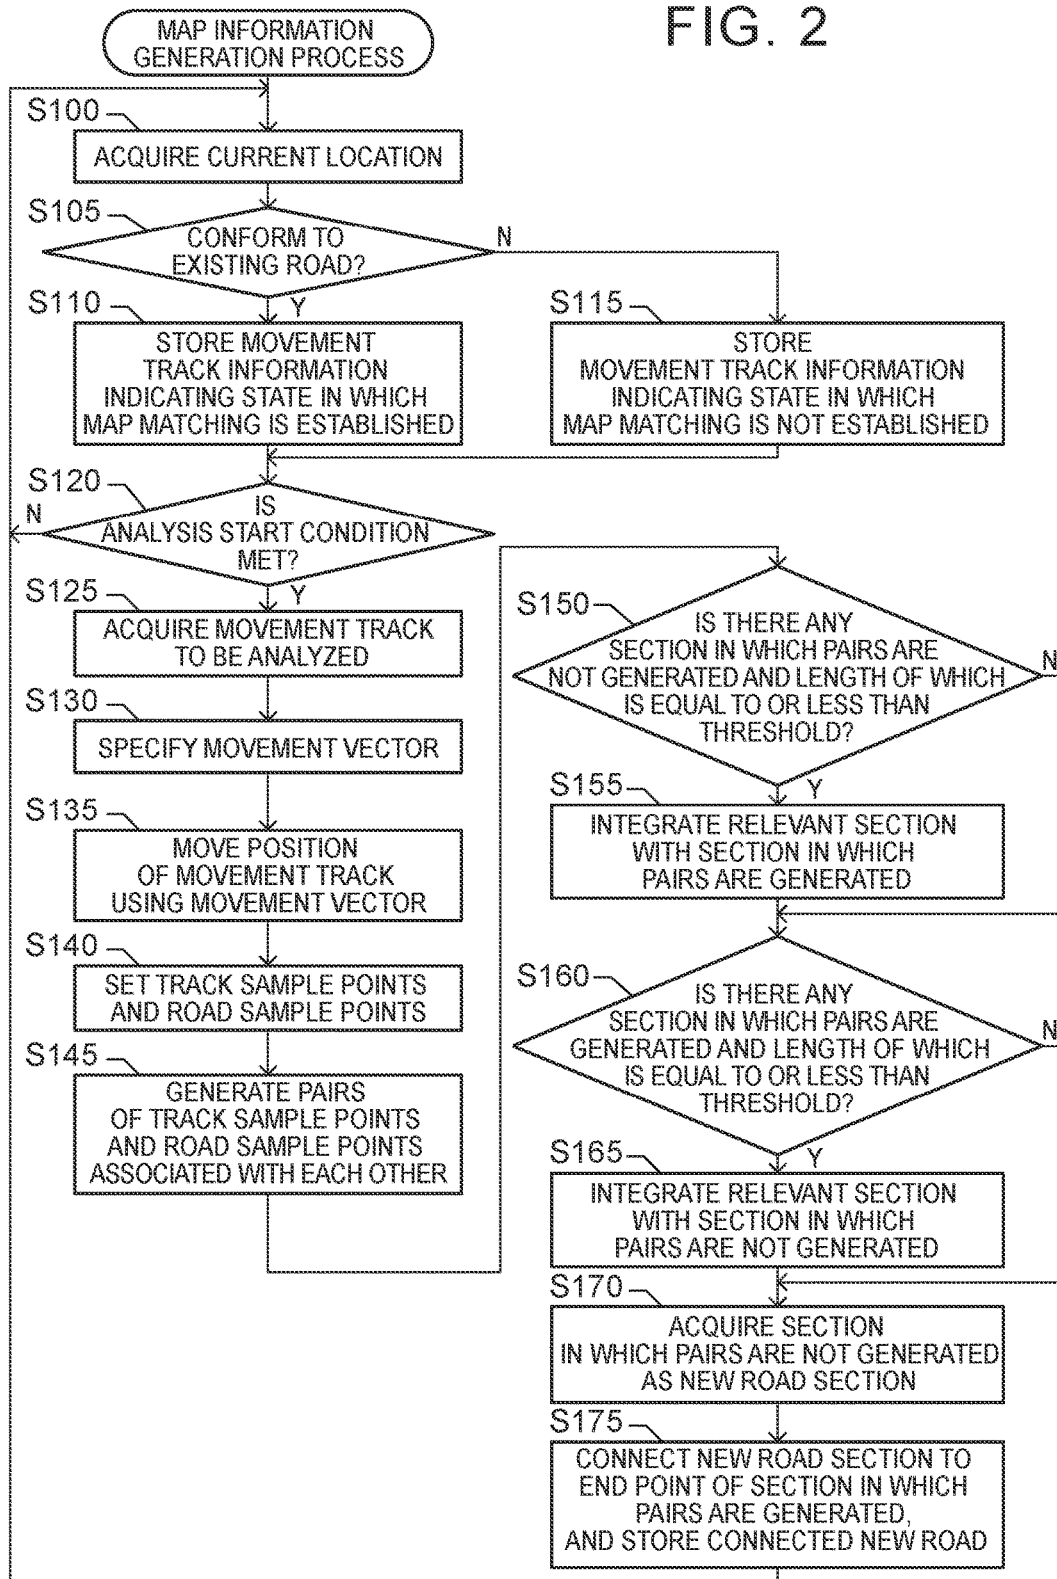 FIG. 2
MAP INFORMATION
GENERATION PROCESS
S100
ACQUIRE CURRENT LOCATION
S105
CONFORM TO
EXISTING ROAD?
N
Y
S110
STORE MOVEMENT
TRACK INFORMATION
INDICATING STATE IN WHICH
MAP MATCHING IS ESTABLISHED
S115
STORE
MOVEMENT TRACK INFORMATION
INDICATING STATE IN WHICH
MAP MATCHING IS NOT ESTABLISHED
S120
N
IS
ANALYSIS START CONDITION
MET?
Y
S125
ACQUIRE MOVEMENT TRACK
TO BE ANALYZED
S130
SPECIFY MOVEMENT VECTOR
S135
MOVE POSITION
OF MOVEMENT TRACK
USING MOVEMENT VECTOR
S140
SET TRACK SAMPLE POINTS
AND ROAD SAMPLE POINTS
S145
GENERATE PAIRS
OF TRACK SAMPLE POINTS
AND ROAD SAMPLE POINTS
ASSOCIATED WITH EACH OTHER
S150
IS THERE ANY
SECTION IN WHICH PAIRS ARE
NOT GENERATED AND LENGTH OF WHICH
IS EQUAL TO OR LESS THAN
THRESHOLD?
N
Y
S155
INTEGRATE RELEVANT SECTION
WITH SECTION IN WHICH
PAIRS ARE GENERATED
S160
IS THERE ANY
SECTION IN WHICH PAIRS ARE
GENERATED AND LENGTH OF WHICH
IS EQUAL TO OR LESS THAN
THRESHOLD?
N
Y
S165
INTEGRATE RELEVANT SECTION
WITH SECTION IN WHICH
PAIRS ARE NOT GENERATED
S170
ACQUIRE SECTION
IN WHICH PAIRS ARE NOT GENERATED
AS NEW ROAD SECTION
S175
CONNECT NEW ROAD SECTION TO
END POINT OF SECTION IN WHICH
PAIRS ARE GENERATED,
AND STORE CONNECTED NEW ROAD